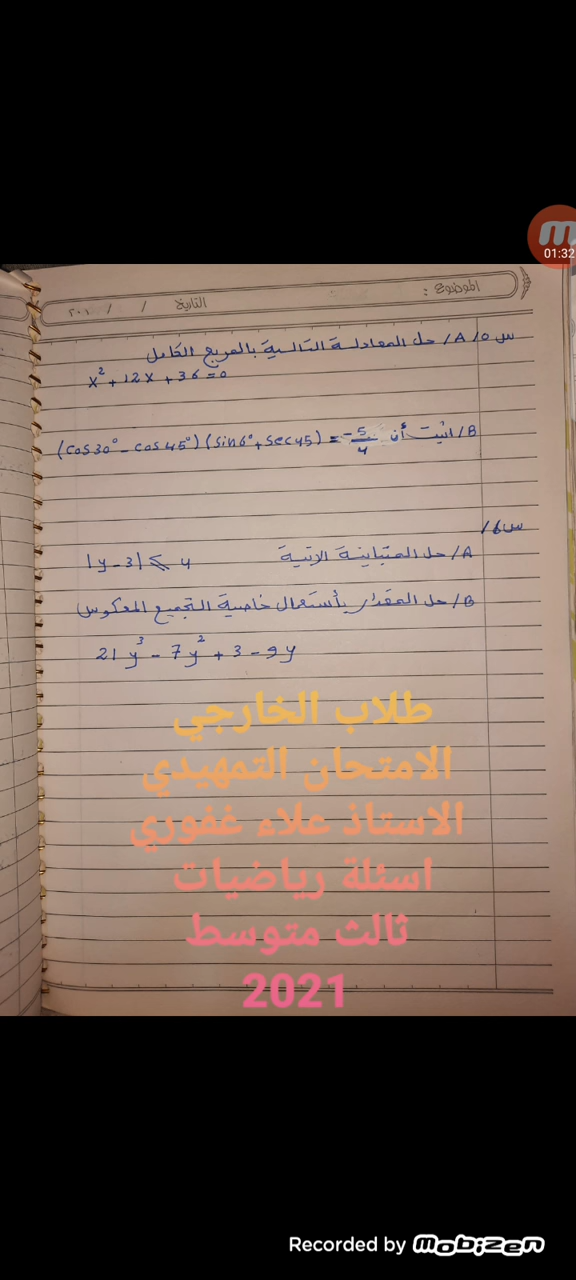 01:32
الموضوع :
التاريخ / / ٢٠١
س٥/ A/ حل المعادلة التالية بالمربع الكامل
x² + 12x + 36 = 0
B/ اثبت أن (cos30° - cos45°)(sin6° + sec45) = -5/4
س٦/
A/ حل المتباينة الاتية |y-3| ⩽ 4
B/ حل المقدار بأستعمال خاصية التجميع المعكوس
21y³ - 7y² + 3 - 9y
طلاب الخارجي
الامتحان التمهيدي
الاستاذ علاء غفوري
اسئلة رياضيات
ثالث متوسط
2021
Recorded by Mobizen